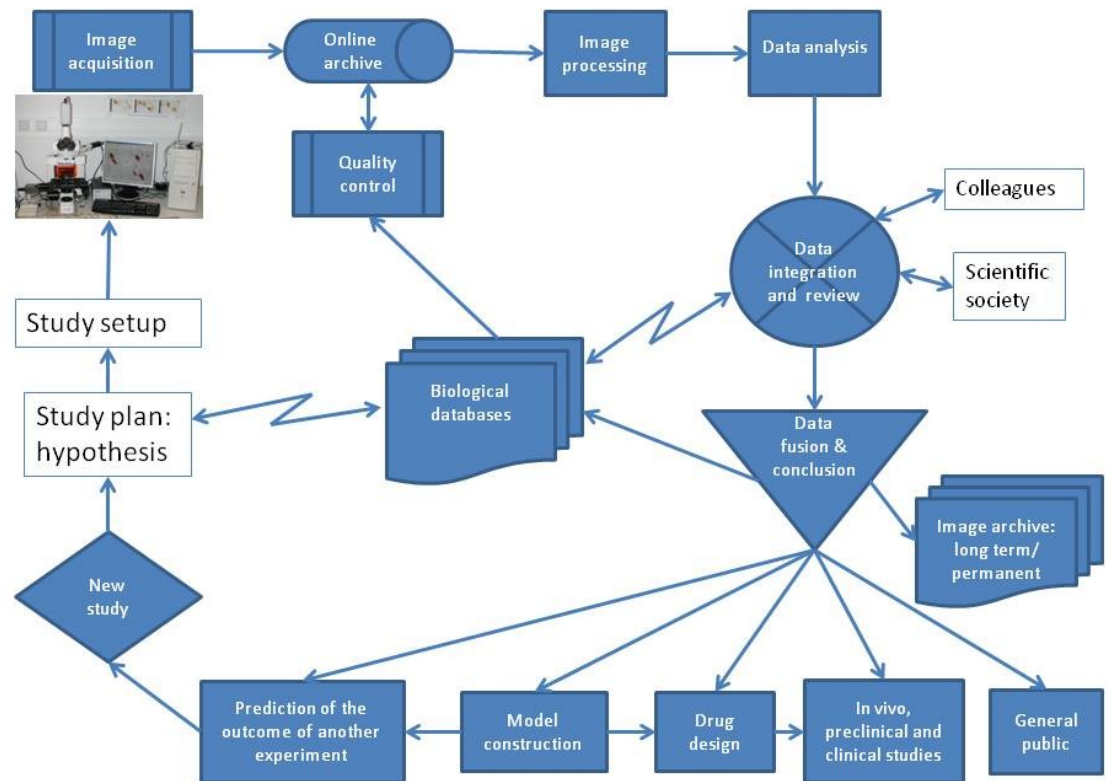 Image
acquisition
Online
archive
Image
processing
Data analysis
Quality
control
Colleagues
Data
integration
and review
Scientific
society
Study setup
Biological
databases
Study plan:
hypothesis
Data
fusion &
conclusion
Image archive:
long term/
permanent
New
study
Prediction of the
outcome of another
experiment
Model
construction
Drug
design
In vivo,
preclinical and
clinical studies
General
public